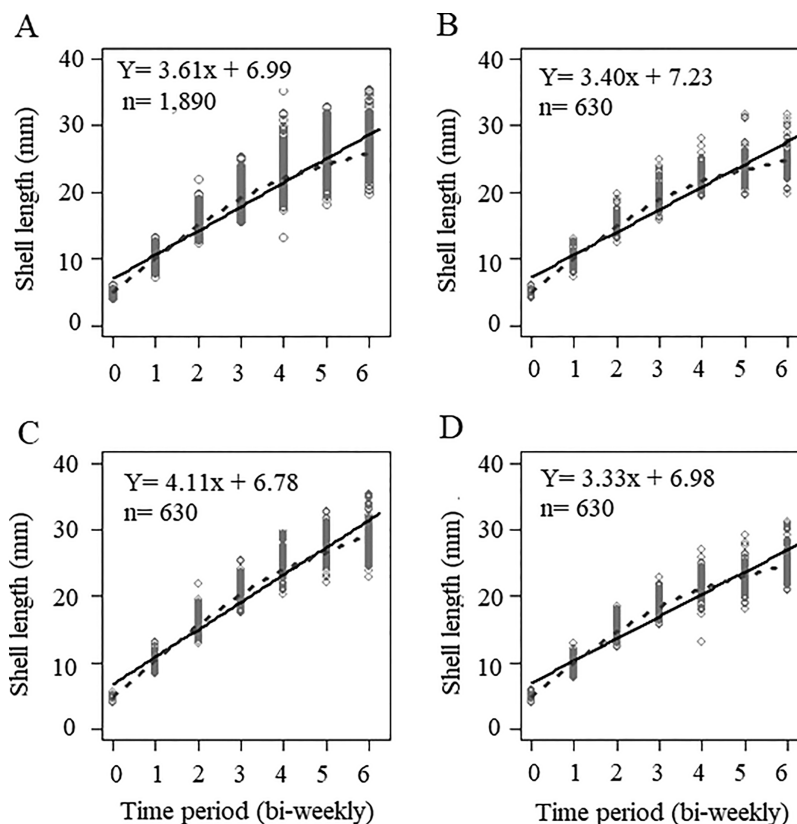 A
Y= 3.61x + 6.99
n= 1,890
Shell length (mm)
40
30
20
10
0
0 1 2 3 4 5 6
B
Y= 3.40x + 7.23
n= 630
Shell length (mm)
40
30
20
10
0
0 1 2 3 4 5 6
C
Y= 4.11x + 6.78
n= 630
Shell length (mm)
40
30
20
10
0
0 1 2 3 4 5 6
Time period (bi-weekly)
D
Y= 3.33x + 6.98
n= 630
Shell length (mm)
40
30
20
10
0
0 1 2 3 4 5 6
Time period (bi-weekly)